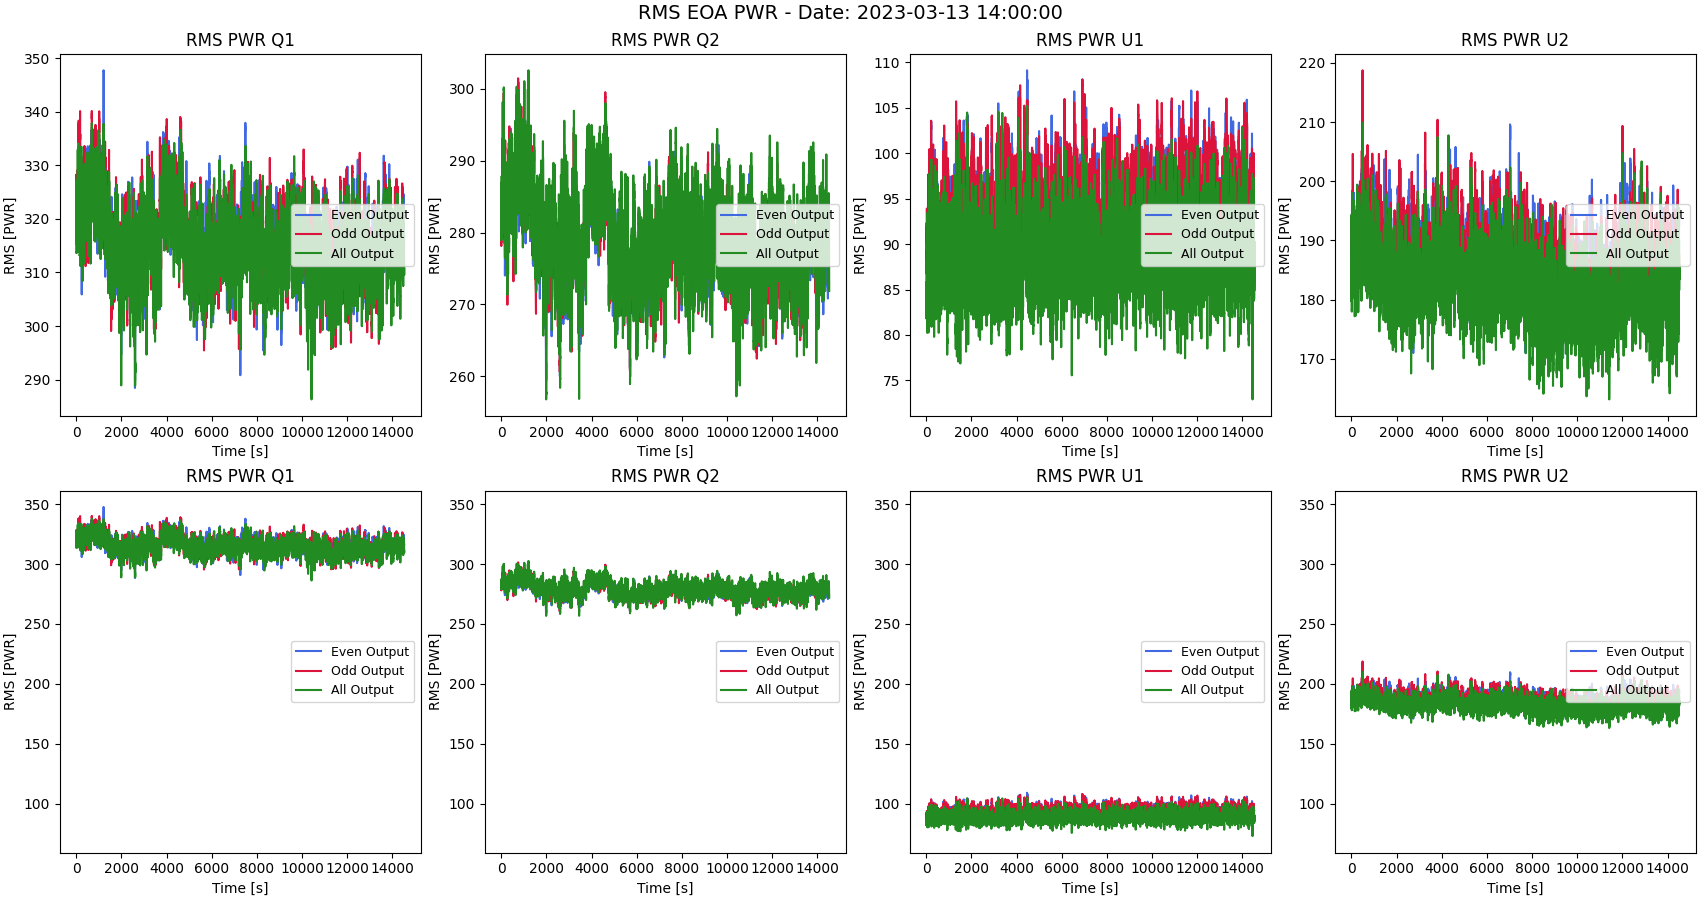 RMS EOA PWR - Date: 2023-03-13 14:00:00
RMS PWR Q1
RMS [PWR]
350
340
330
320
310
300
290
0 2000 4000 6000 8000 10000 12000 14000
Time [s]
Even Output
Odd Output
All Output
RMS PWR Q2
RMS [PWR]
300
290
280
270
260
0 2000 4000 6000 8000 10000 12000 14000
Time [s]
Even Output
Odd Output
All Output
RMS PWR U1
RMS [PWR]
110
105
100
95
90
85
80
75
0 2000 4000 6000 8000 10000 12000 14000
Time [s]
Even Output
Odd Output
All Output
RMS PWR U2
RMS [PWR]
220
210
200
190
180
170
0 2000 4000 6000 8000 10000 12000 14000
Time [s]
Even Output
Odd Output
All Output
RMS PWR Q1
RMS [PWR]
350
300
250
200
150
100
0 2000 4000 6000 8000 10000 12000 14000
Time [s]
Even Output
Odd Output
All Output
RMS PWR Q2
RMS [PWR]
350
300
250
200
150
100
0 2000 4000 6000 8000 10000 12000 14000
Time [s]
Even Output
Odd Output
All Output
RMS PWR U1
RMS [PWR]
350
300
250
200
150
100
0 2000 4000 6000 8000 10000 12000 14000
Time [s]
Even Output
Odd Output
All Output
RMS PWR U2
RMS [PWR]
350
300
250
200
150
100
0 2000 4000 6000 8000 10000 12000 14000
Time [s]
Even Output
Odd Output
All Output